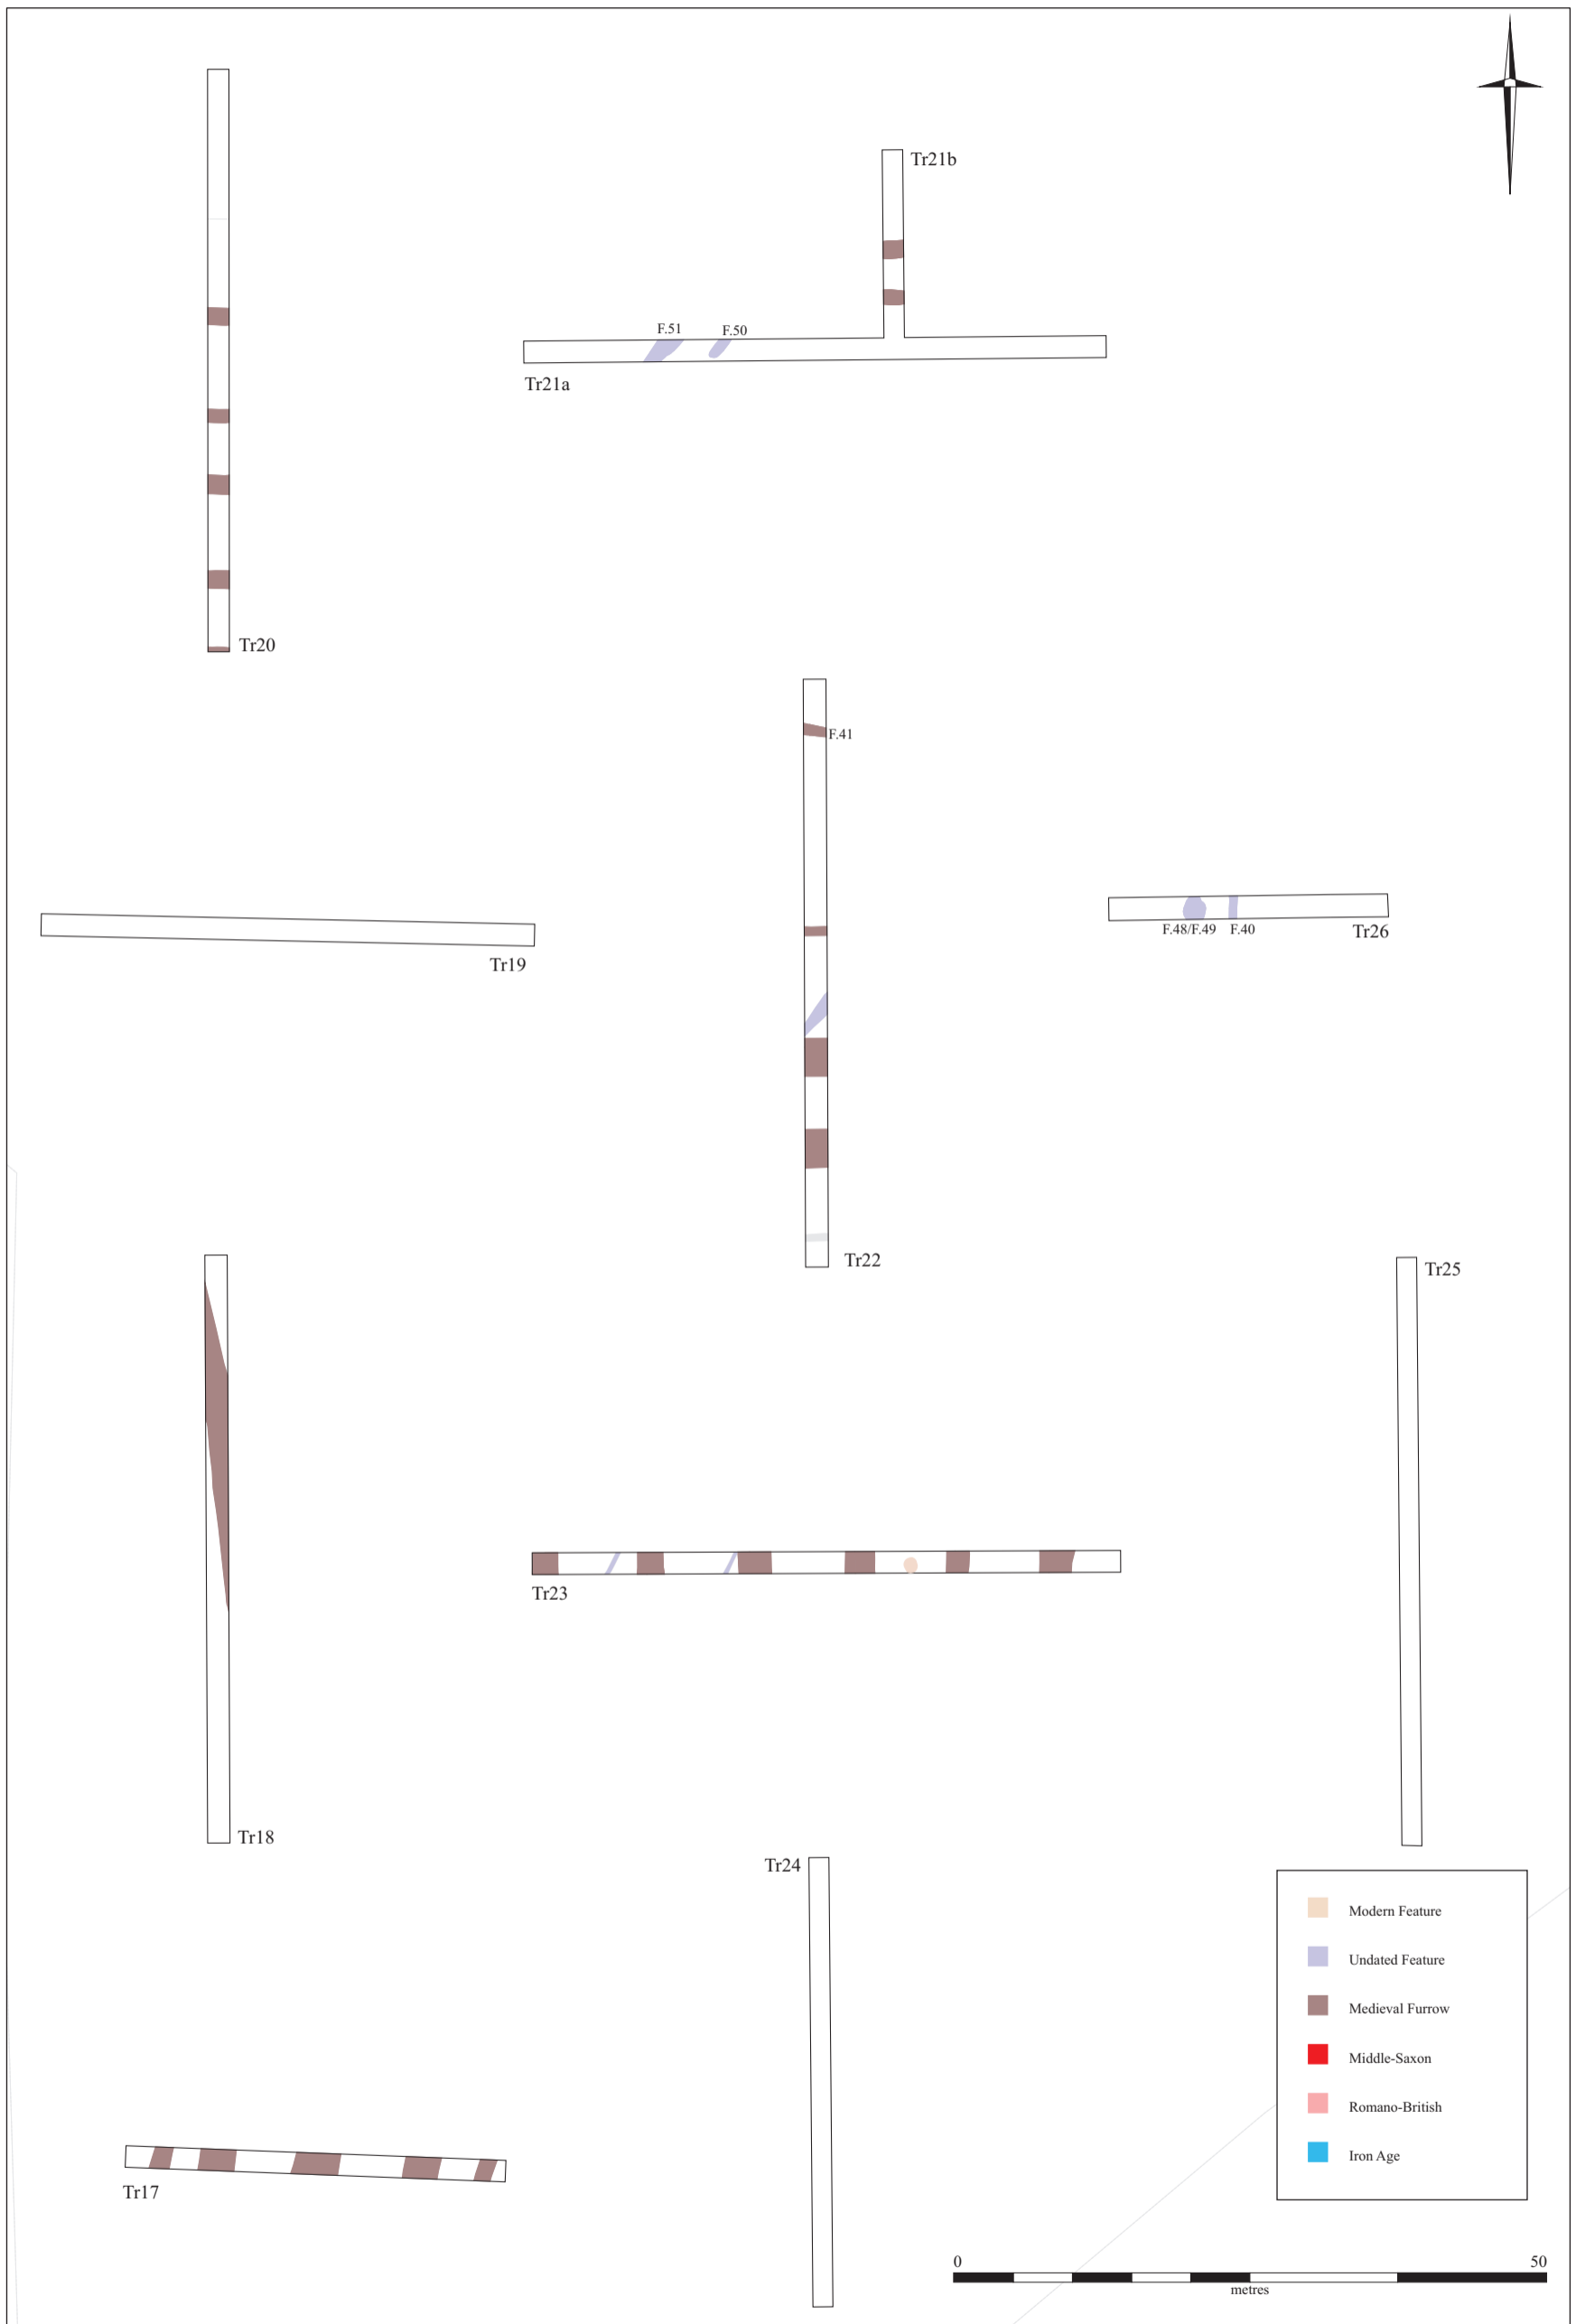 Tr21b
F.51
F.50
Tr21a
Tr20
F.41
F.48/F.49
F.40
Tr26
Tr19
Tr22
Tr25
Tr23
Tr18
Tr24
Modern Feature
Undated Feature
Medieval Furrow
Middle-Saxon
Romano-British
Iron Age
Tr17
0
50
metres